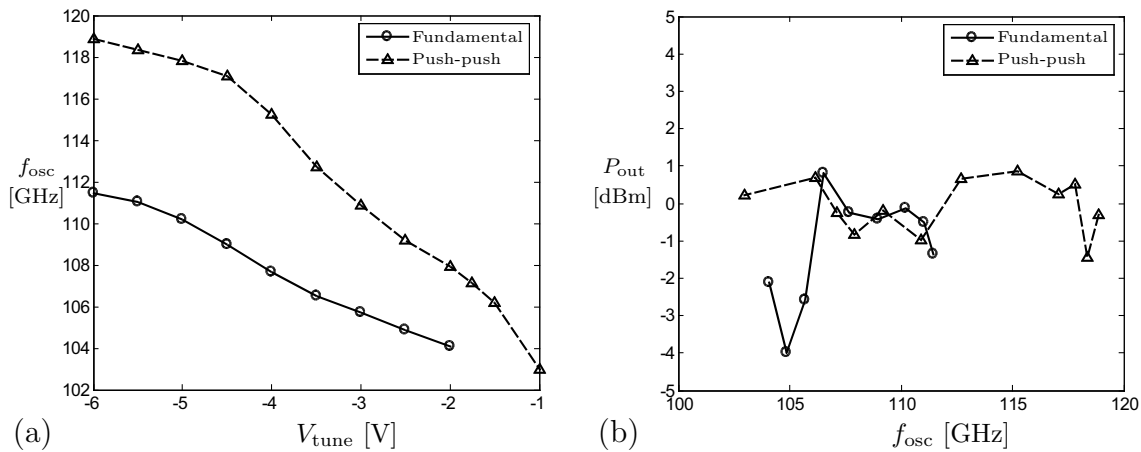 120
118
116
114
112
110
108
106
104
102
f_osc
[GHz]
Fundamental
Push-push
-6 -5 -4 -3 -2 -1
(a)
V_tune [V]
5
4
3
2
1
0
-1
-2
-3
-4
-5
P_out
[dBm]
Fundamental
Push-push
100 105 110 115 120
(b)
f_osc [GHz]